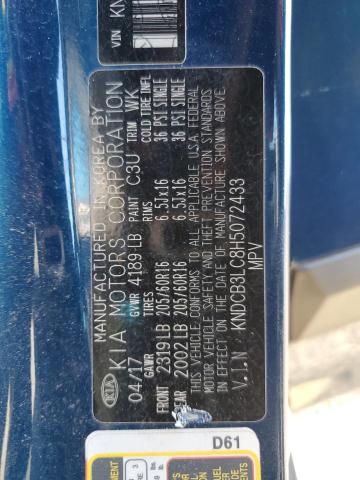 VIN KN
MANUFACTURED IN KOREA BY
KIA KIA MOTORS CORPORATION
04/17 GVWR 4189 LB PAINT C3U TRIM WK
GAWR TIRES RIMS COLD TIRE INFL
FRONT 2319 LB 205/60R16 6.5Jx16 36 PSI SINGLE
REAR 2002 LB 205/60R16 6.5Jx16 36 PSI SINGLE
THIS VEHICLE CONFORMS TO ALL APPLICABLE U.S.A. FEDERAL
MOTOR VEHICLE SAFETY AND THEFT PREVENTION STANDARDS
IN EFFECT ON THE DATE OF MANUFACTURE SHOWN ABOVE.
V.I.N KNDCB3LC8H5072433
MPV
D61